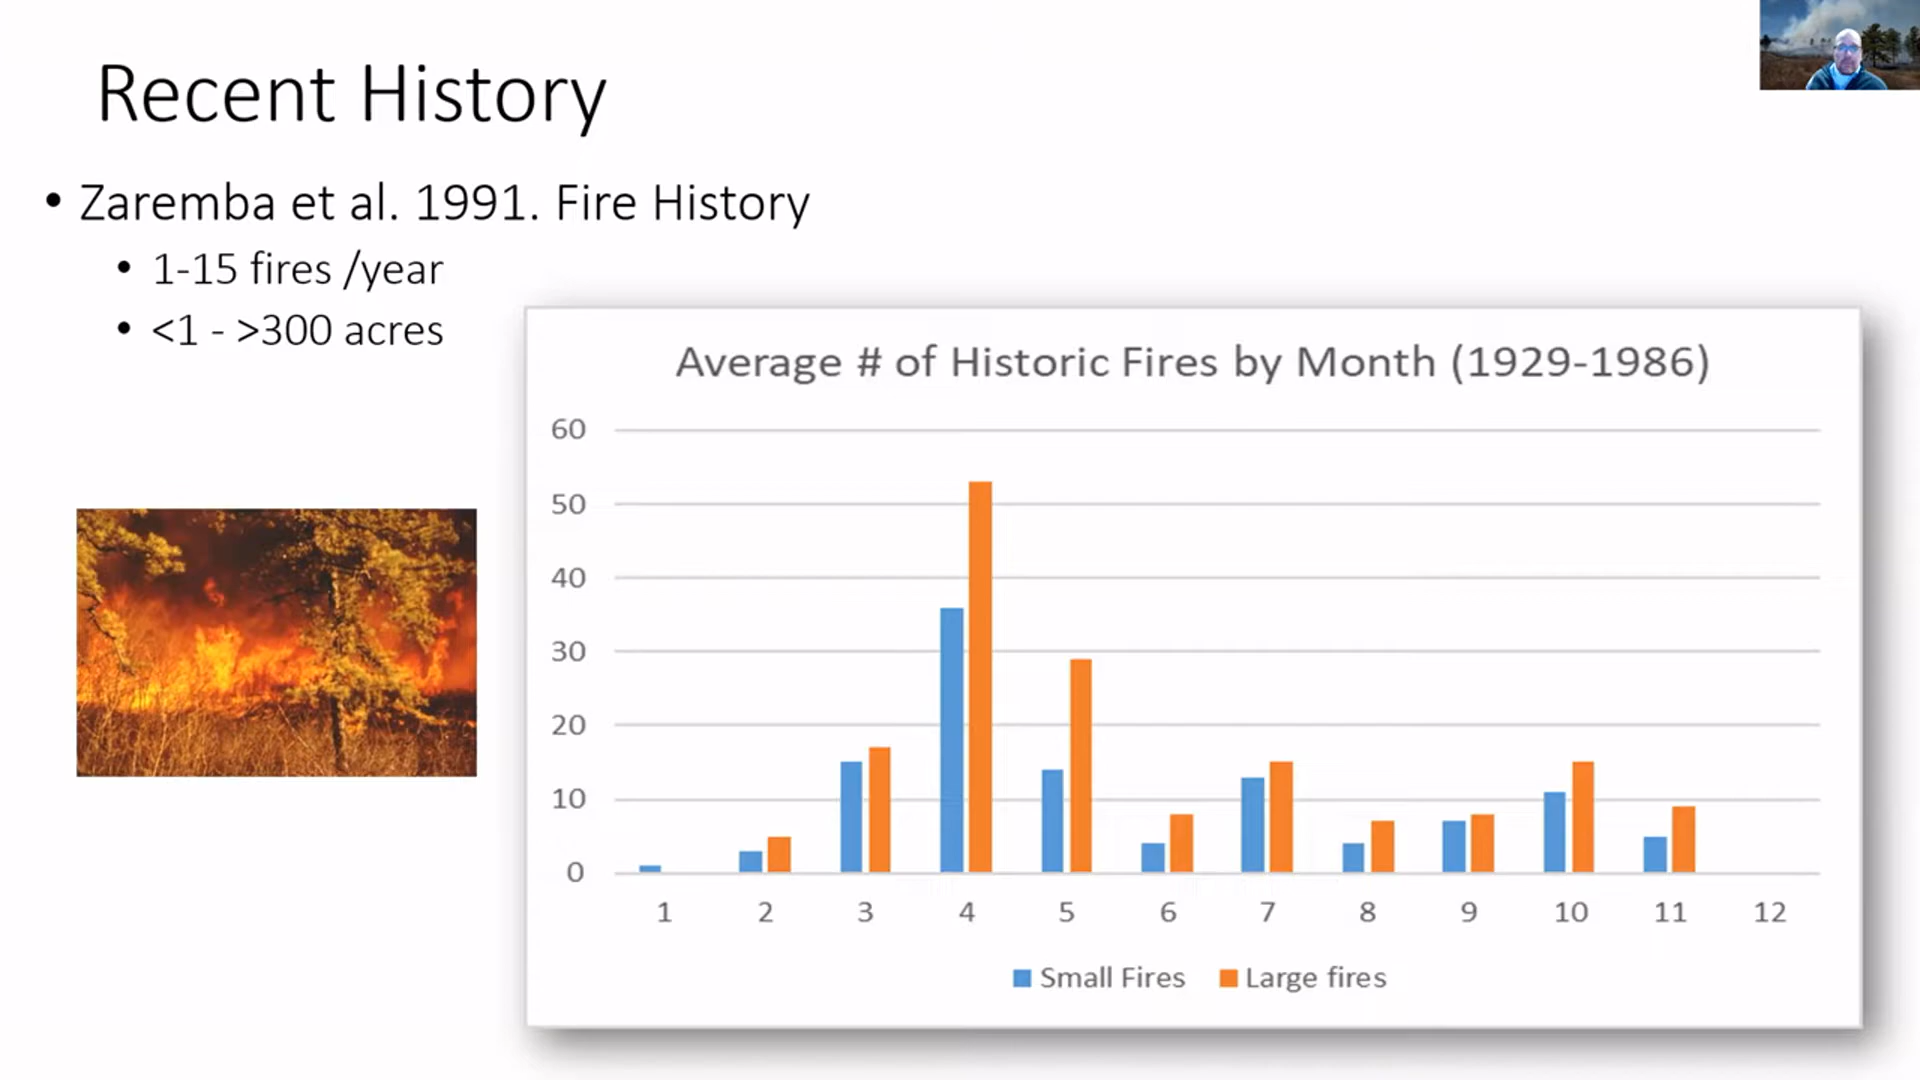 Recent History
• Zaremba et al. 1991. Fire History
• 1-15 fires /year
• <1 - >300 acres
Average # of Historic Fires by Month (1929-1986)
60
50
40
30
20
10
0
1 2 3 4 5 6 7 8 9 10 11 12
Small Fires Large fires